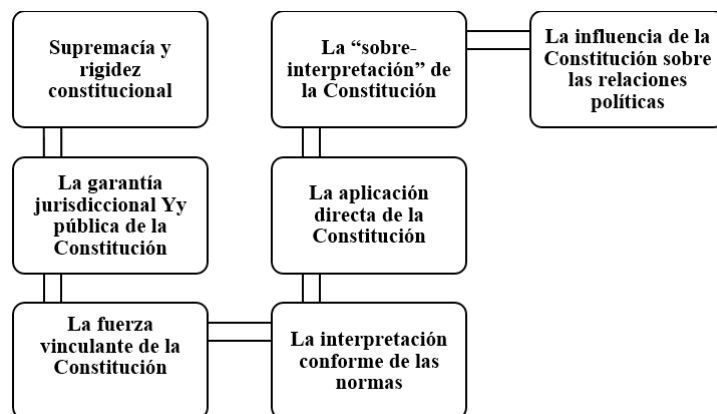 Supremacía y
rigidez
constitucional
La garantía
jurisdiccional Yy
pública de la
Constitución
La fuerza
vinculante de la
Constitución
La interpretación
conforme de las
normas
La aplicación
directa de la
Constitución
La “sobre-
interpretación” de
la Constitución
La influencia de la
Constitución sobre
las relaciones
políticas